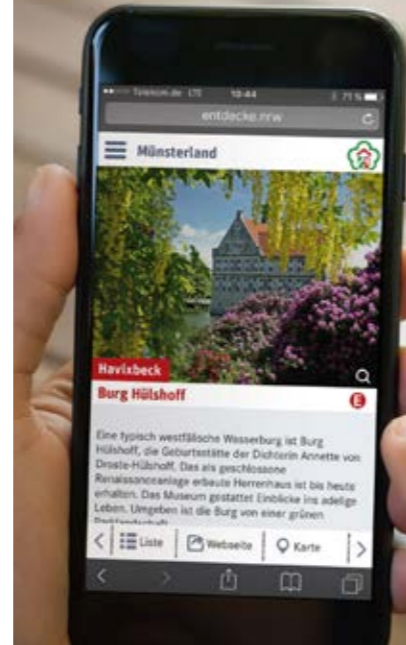 Telekom.de LTE 10:44 71 %
entdecke.nrw
Münsterland
Havixbeck
Burg Hülshoff E
Eine typisch westfälische Wasserburg ist Burg
Hülshoff, die Geburtsstätte der Dichterin Annette von
Droste-Hülshoff. Das als geschlossene
Renaissanceanlage erbaute Herrenhaus ist bis heute
erhalten. Das Museum gestattet Einblicke ins adelige
Leben. Umgeben ist die Burg von einer grünen
Parklandschaft
Liste Webseite Karte